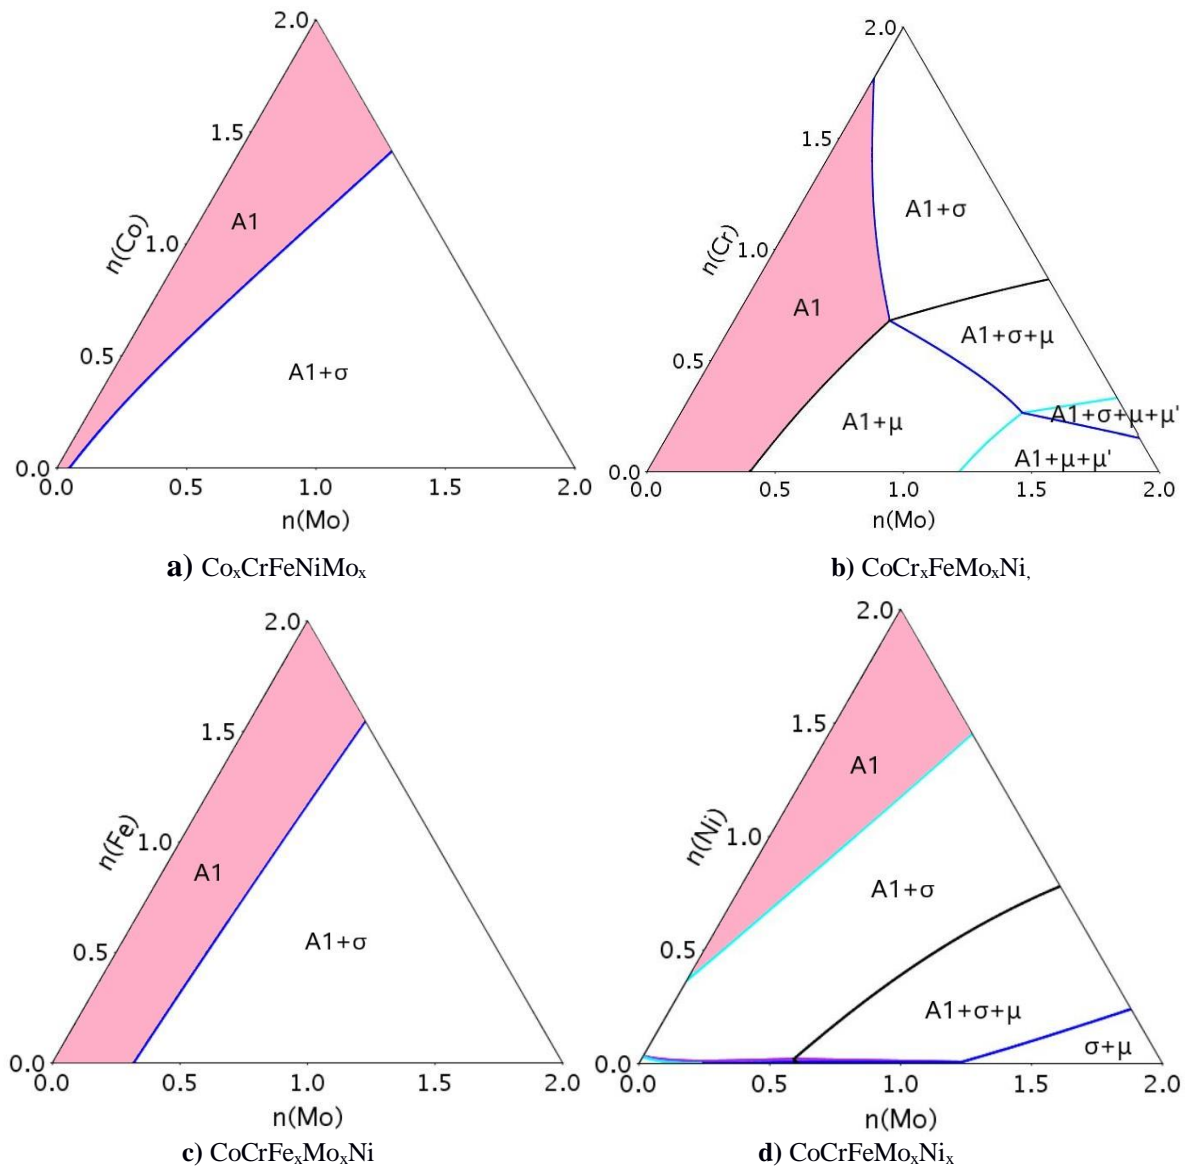 2.0
1.5
n(Co)
1.0
A1
0.5
A1+σ
0.0
0.0 0.5 1.0 1.5 2.0
n(Mo)
a) CoₓCrFeNiMoₓ
2.0
1.5
A1+σ
n(Cr)
1.0
A1
A1+σ+μ
0.5
A1+μ
A1+σ+μ+μ'
A1+μ+μ'
0.0
0.0 0.5 1.0 1.5 2.0
n(Mo)
b) CoCrₓFeMoₓNi,
2.0
1.5
n(Fe)
1.0
A1
0.5
A1+σ
0.0
0.0 0.5 1.0 1.5 2.0
n(Mo)
c) CoCrFeₓMoₓNi
2.0
1.5
A1
n(Ni)
1.0
A1+σ
0.5
A1+σ+μ
σ+μ
0.0
0.0 0.5 1.0 1.5 2.0
n(Mo)
d) CoCrFeMoₓNiₓ